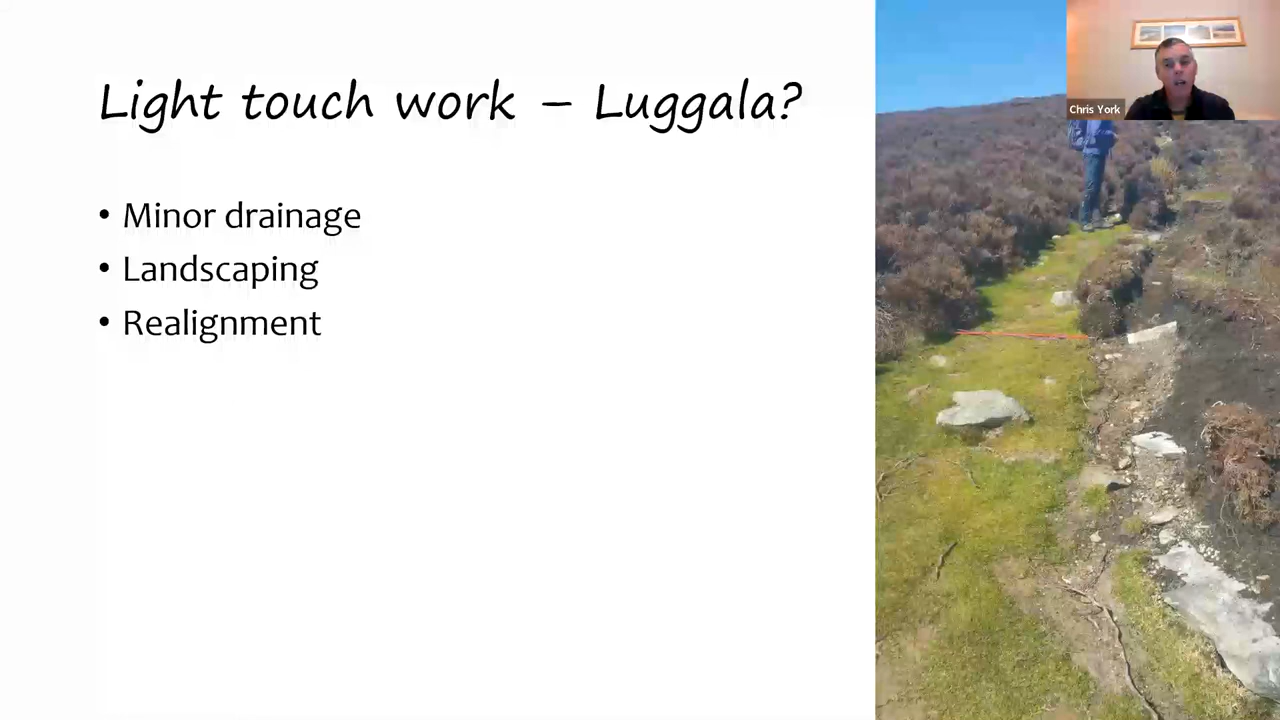 Light touch work – Luggala?
• Minor drainage
• Landscaping
• Realignment
Chris York